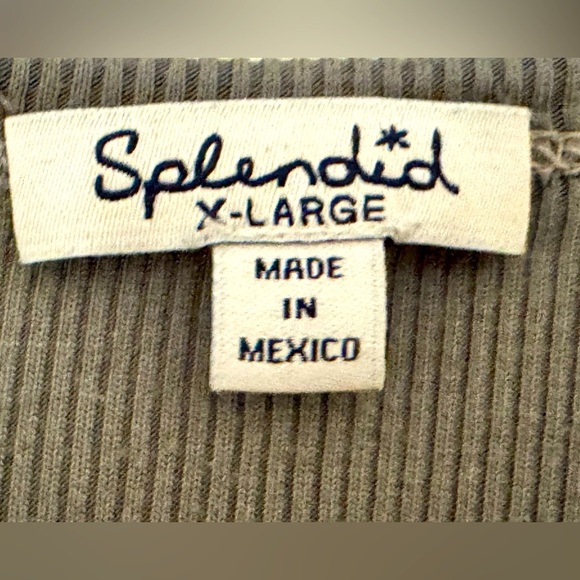 Splendid
X-LARGE
MADE
IN
MEXICO